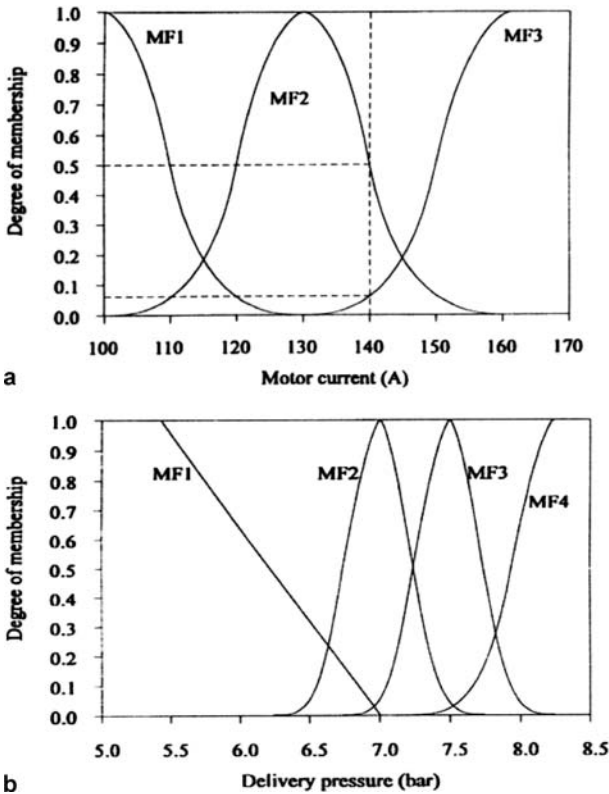 1.0
0.9
0.8
0.7
0.6
0.5
0.4
0.3
0.2
0.1
0.0
Degree of membership
MF1
MF2
MF3
100 110 120 130 140 150 160 170
Motor current (A)
a
1.0
0.9
0.8
0.7
0.6
0.5
0.4
0.3
0.2
0.1
0.0
Degree of membership
MF1
MF2
MF3
MF4
5.0 5.5 6.0 6.5 7.0 7.5 8.0 8.5
Delivery pressure (bar)
b